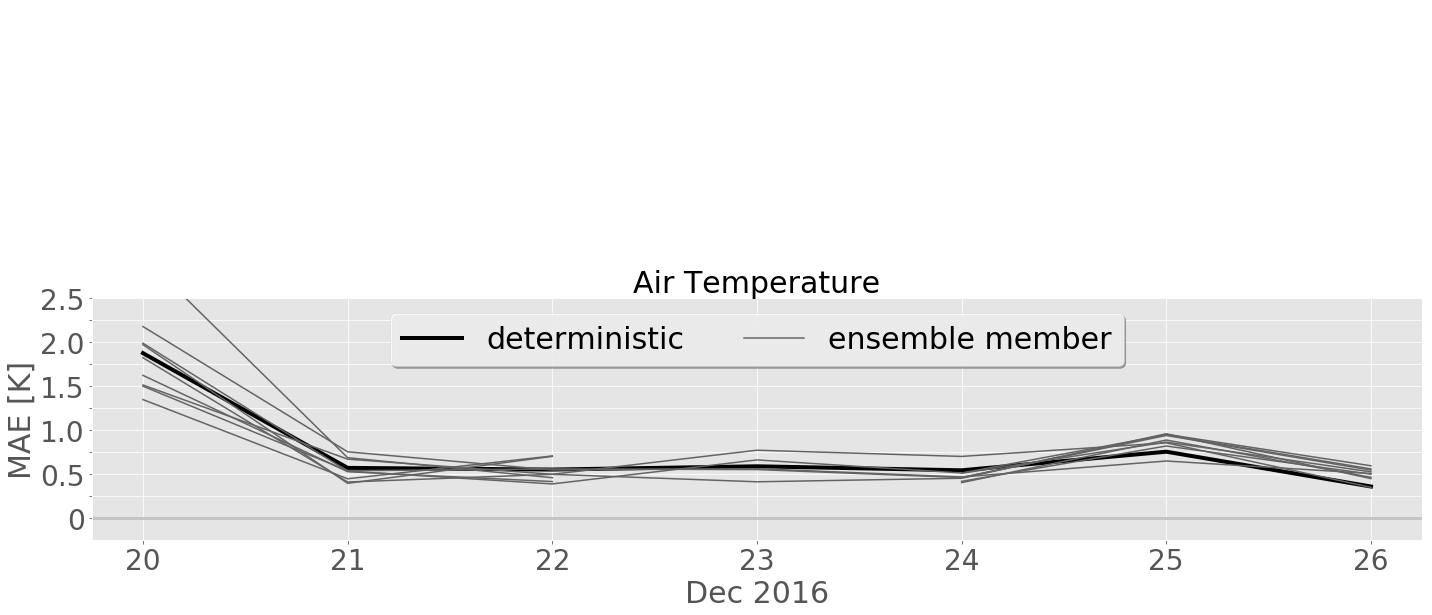 Air Temperature
2.5
2.0
1.5
1.0
0.5
0
MAE [K]
deterministic
ensemble member
20 21 22 23 24 25 26
Dec 2016